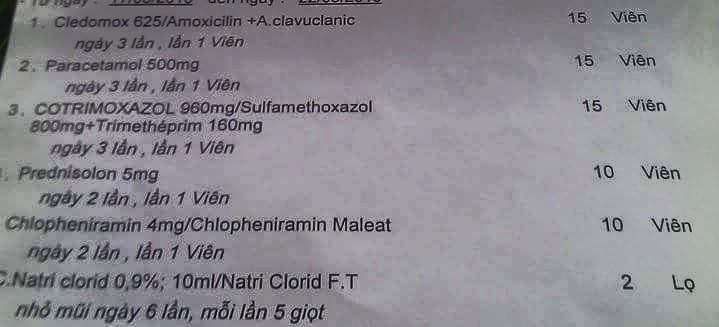 1. Cledomox 625/Amoxicilin +A.clavuclanic 15 Viên
ngày 3 lần , lần 1 Viên
2. Paracetamol 500mg 15 Viên
ngày 3 lần , lần 1 Viên
3. COTRIMOXAZOL 960mg/Sulfamethoxazol 15 Viên
800mg+Trimethéprim 160mg
ngày 3 lần , lần 1 Viên
. Prednisolon 5mg 10 Viên
ngày 2 lần , lần 1 Viên
Chlopheniramin 4mg/Chlopheniramin Maleat 10 Viên
ngày 2 lần , lần 1 Viên
C.Natri clorid 0,9%; 10ml/Natri Clorid F.T 2 Lọ
nhỏ mũi ngày 6 lần, mỗi lần 5 giọt